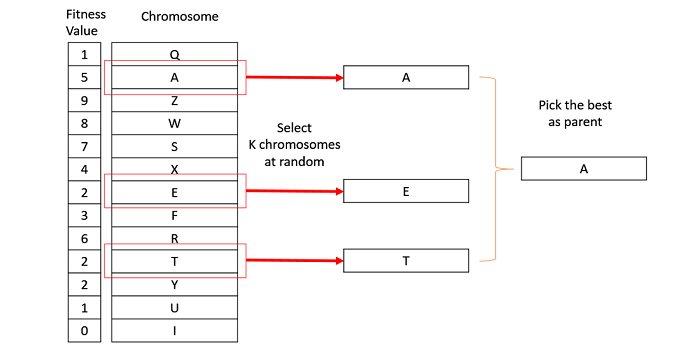 Fitness
Value
Chromosome
1 Q
5 A
9 Z
8 W
7 S
4 X
2 E
3 F
6 R
2 T
2 Y
1 U
0 I
Select
K chromosomes
at random
A
E
T
Pick the best
as parent
A